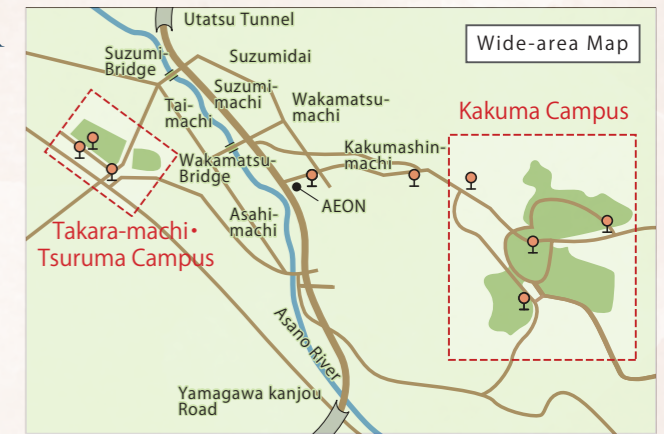 Utatsu Tunnel
Wide-area Map
Suzumi-
Bridge
Suzumidai
Suzumi-
machi
Tai-
machi
Wakamatsu-
machi
Kakuma Campus
Kakumashin-
machi
Wakamatsu-
Bridge
AEON
Asahi-
machi
Takara-machi・
Tsuruma Campus
Asano River
Yamagawa kanjou
Road